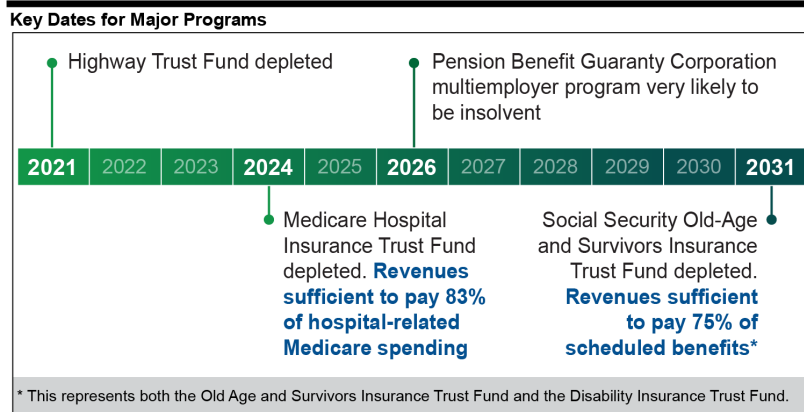 Key Dates for Major Programs
Highway Trust Fund depleted
Pension Benefit Guaranty Corporation
multiemployer program very likely to
be insolvent
2021 2022 2023 2024 2025 2026 2027 2028 2029 2030 2031
Medicare Hospital
Insurance Trust Fund
depleted. Revenues
sufficient to pay 83%
of hospital-related
Medicare spending
Social Security Old-Age
and Survivors Insurance
Trust Fund depleted.
Revenues sufficient
to pay 75% of
scheduled benefits*
* This represents both the Old Age and Survivors Insurance Trust Fund and the Disability Insurance Trust Fund.